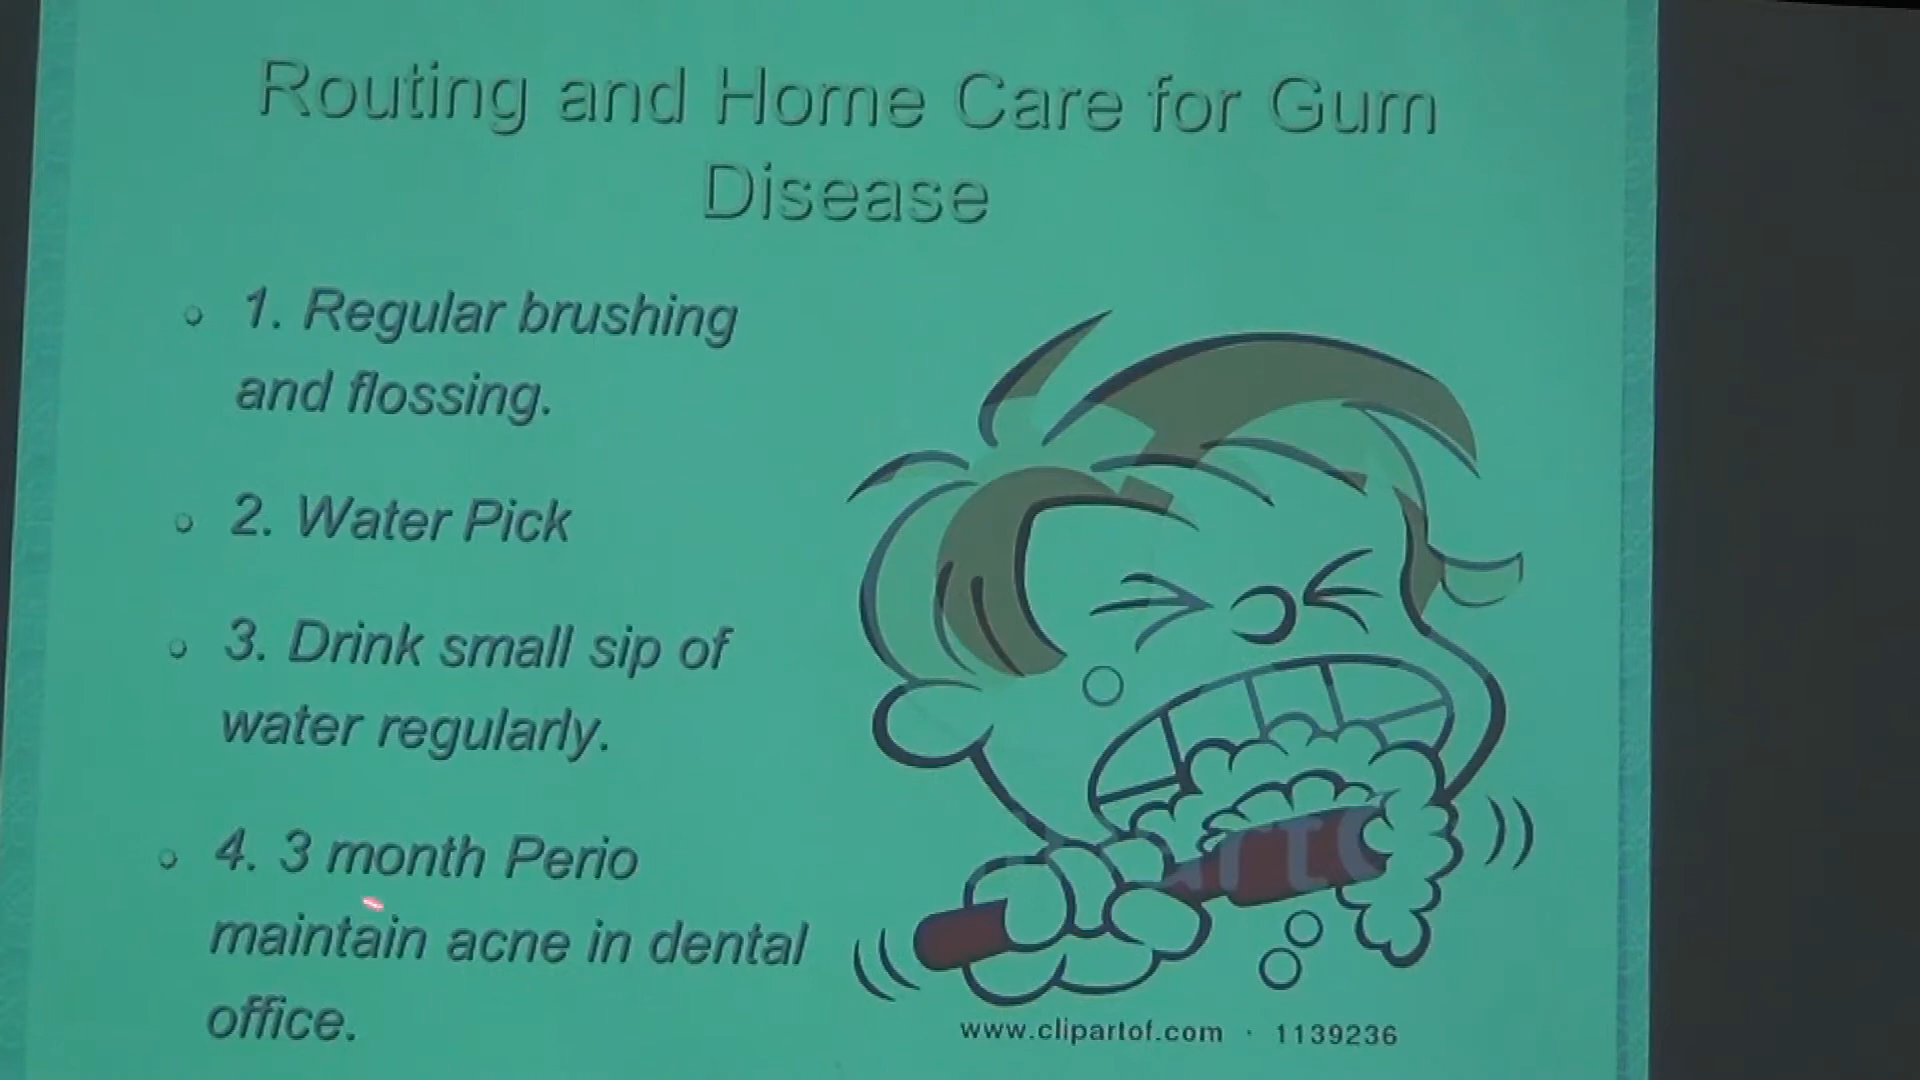 Routing and Home Care for Gum
Disease
1. Regular brushing
and flossing.
2. Water Pick
3. Drink small sip of
water regularly.
4. 3 month Perio
maintain acne in dental
office.
www.clipartof.com · 1139236